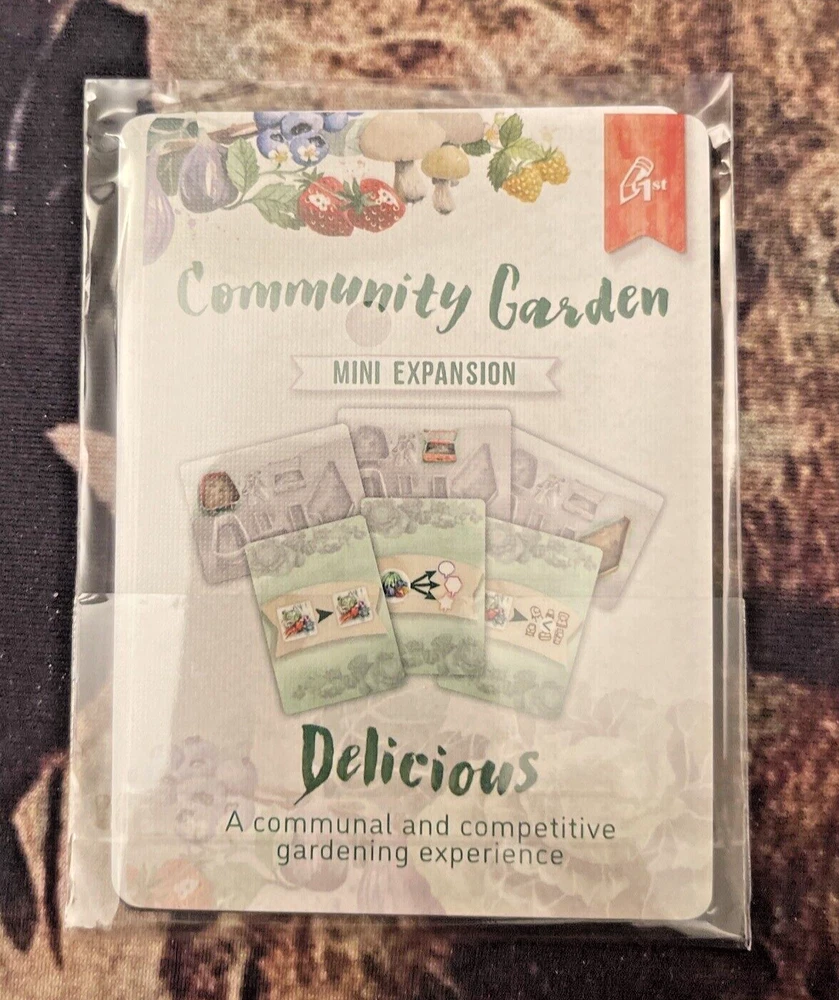 1st
Community Garden
MINI EXPANSION
Delicious
A communal and competitive
gardening experience